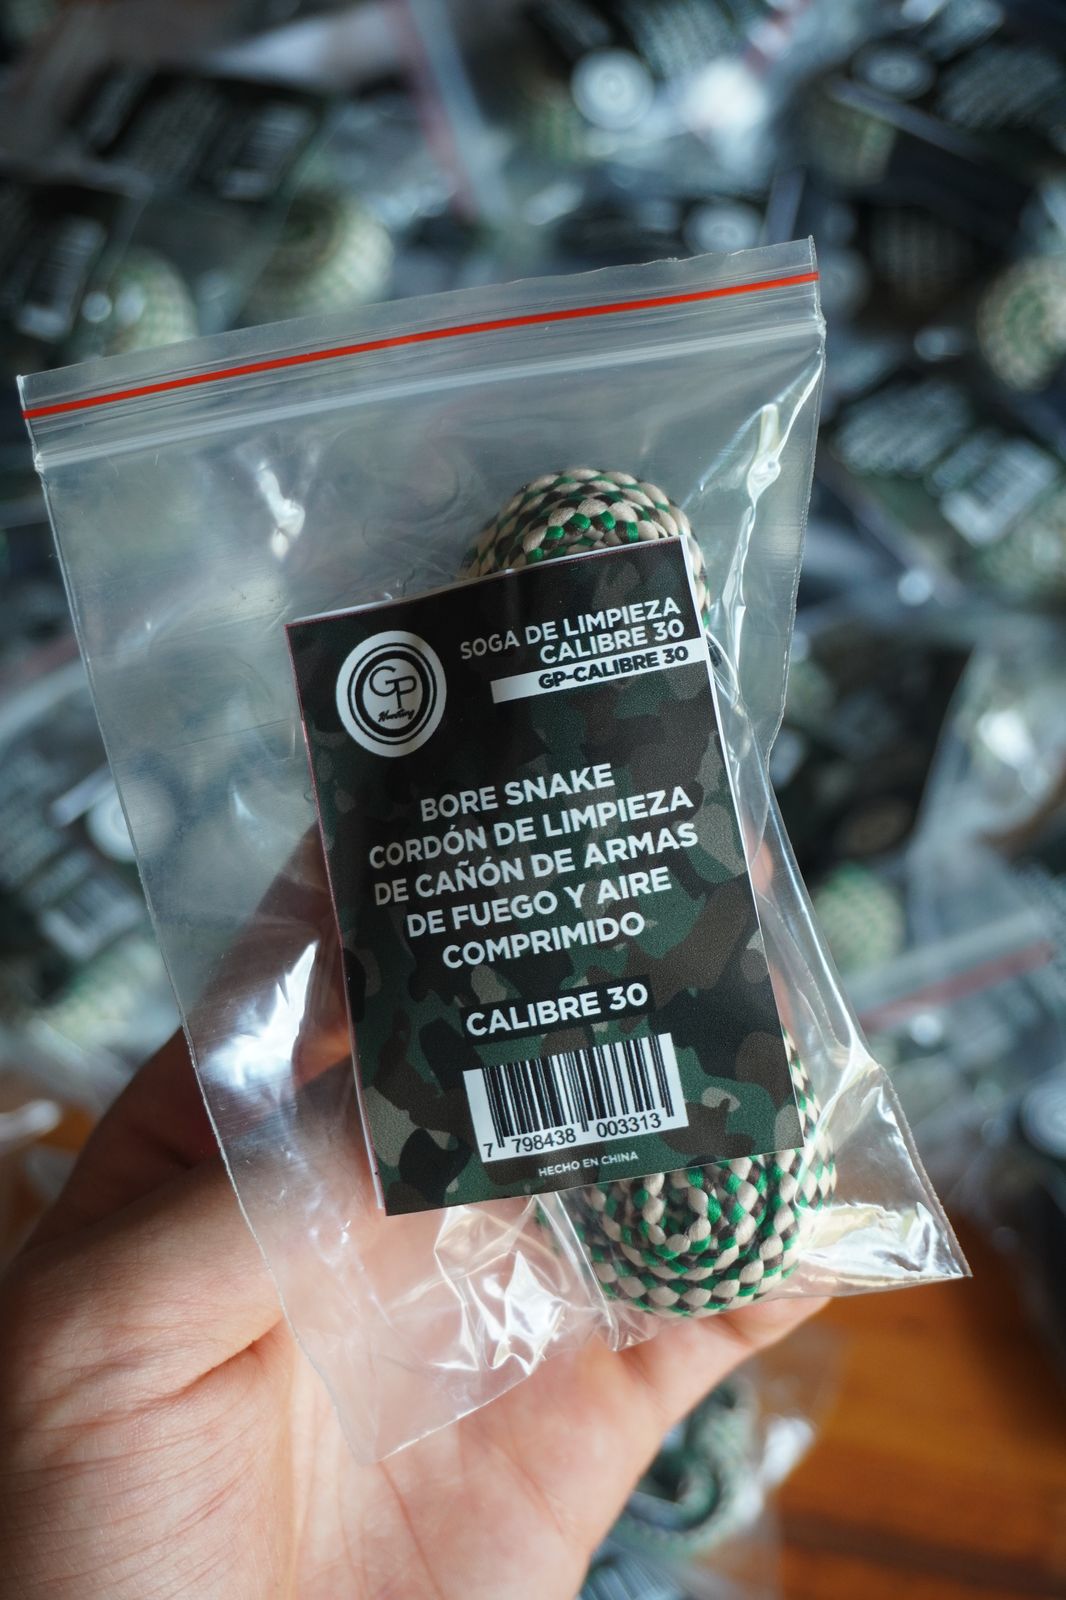 GP
Hunting
SOGA DE LIMPIEZA
CALIBRE 30
GP-CALIBRE 30
BORE SNAKE
CORDÓN DE LIMPIEZA
DE CAÑÓN DE ARMAS
DE FUEGO Y AIRE
COMPRIMIDO
CALIBRE 30
7 798438 003313
HECHO EN CHINA